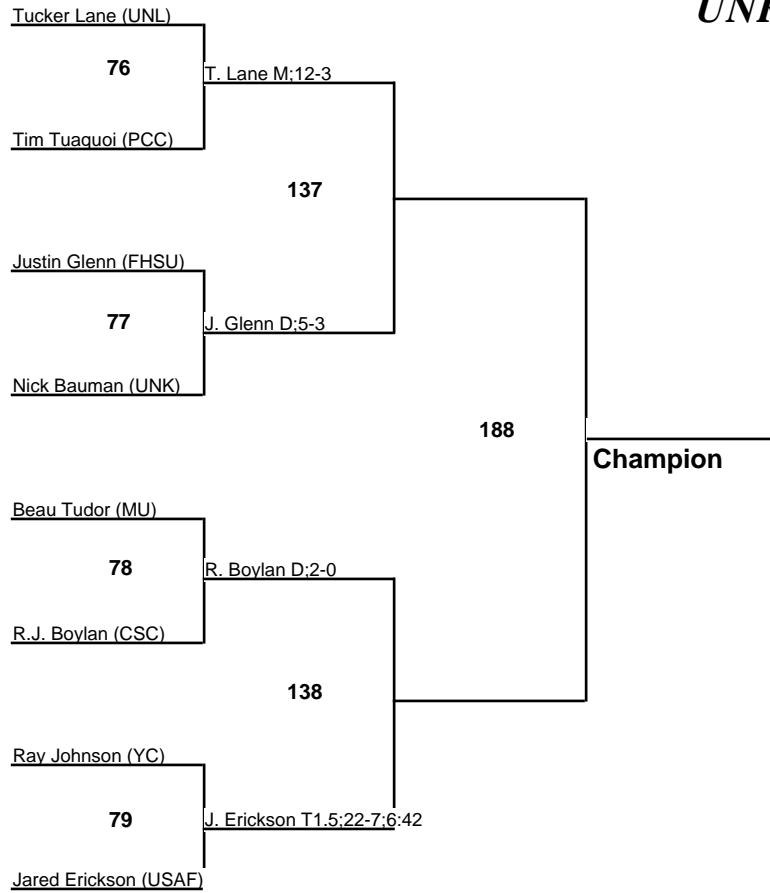 UNK
Tucker Lane (UNL)
76
T. Lane M;12-3
Tim Tuaquoi (PCC)
137
Justin Glenn (FHSU)
77
J. Glenn D;5-3
Nick Bauman (UNK)
188
Champion
Beau Tudor (MU)
78
R. Boylan D;2-0
R.J. Boylan (CSC)
138
Ray Johnson (YC)
79
J. Erickson T1.5;22-7;6:42
Jared Erickson (USAF)